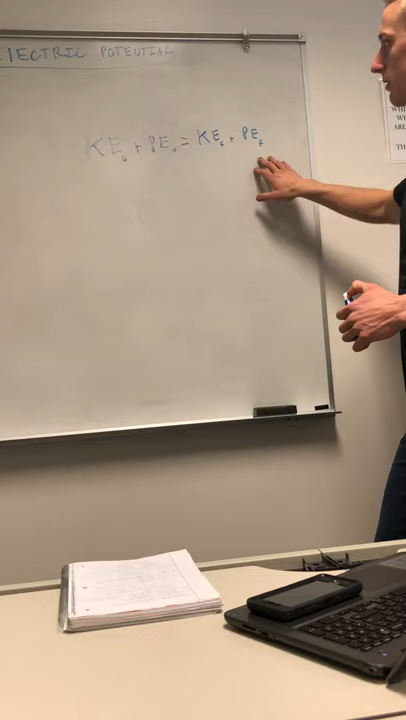 ELECTRIC POTENTIAL
KE₀ + PE₀ = KE_f + PE_f